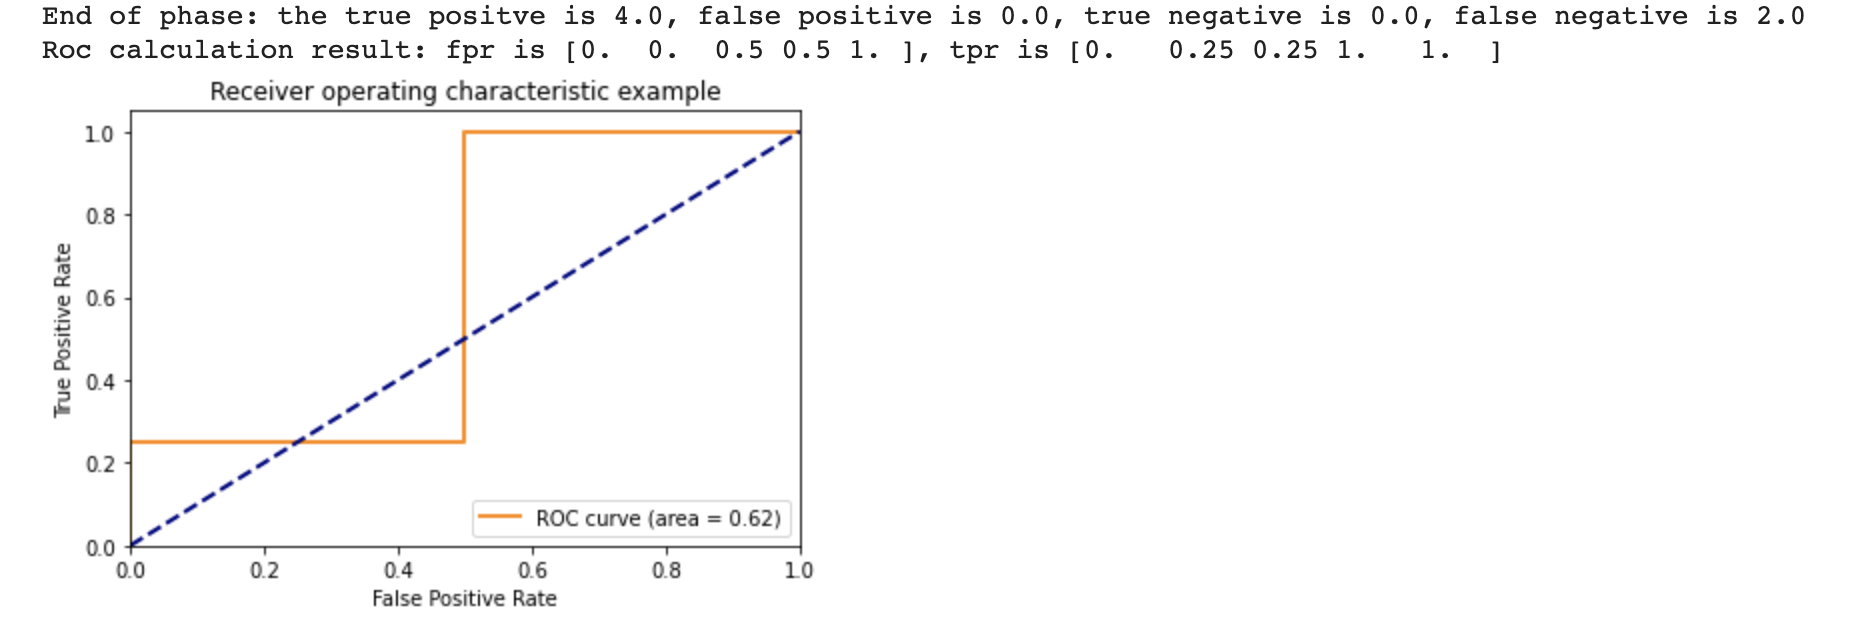 End of phase: the true positve is 4.0, false positive is 0.0, true negative is 0.0, false negative is 2.0
Roc calculation result: fpr is [0. 0. 0.5 0.5 1. ], tpr is [0. 0.25 0.25 1. 1. ]
Receiver operating characteristic example
1.0
0.8
0.6
0.4
0.2
0.0
True Positive Rate
ROC curve (area = 0.62)
0.0 0.2 0.4 0.6 0.8 1.0
False Positive Rate